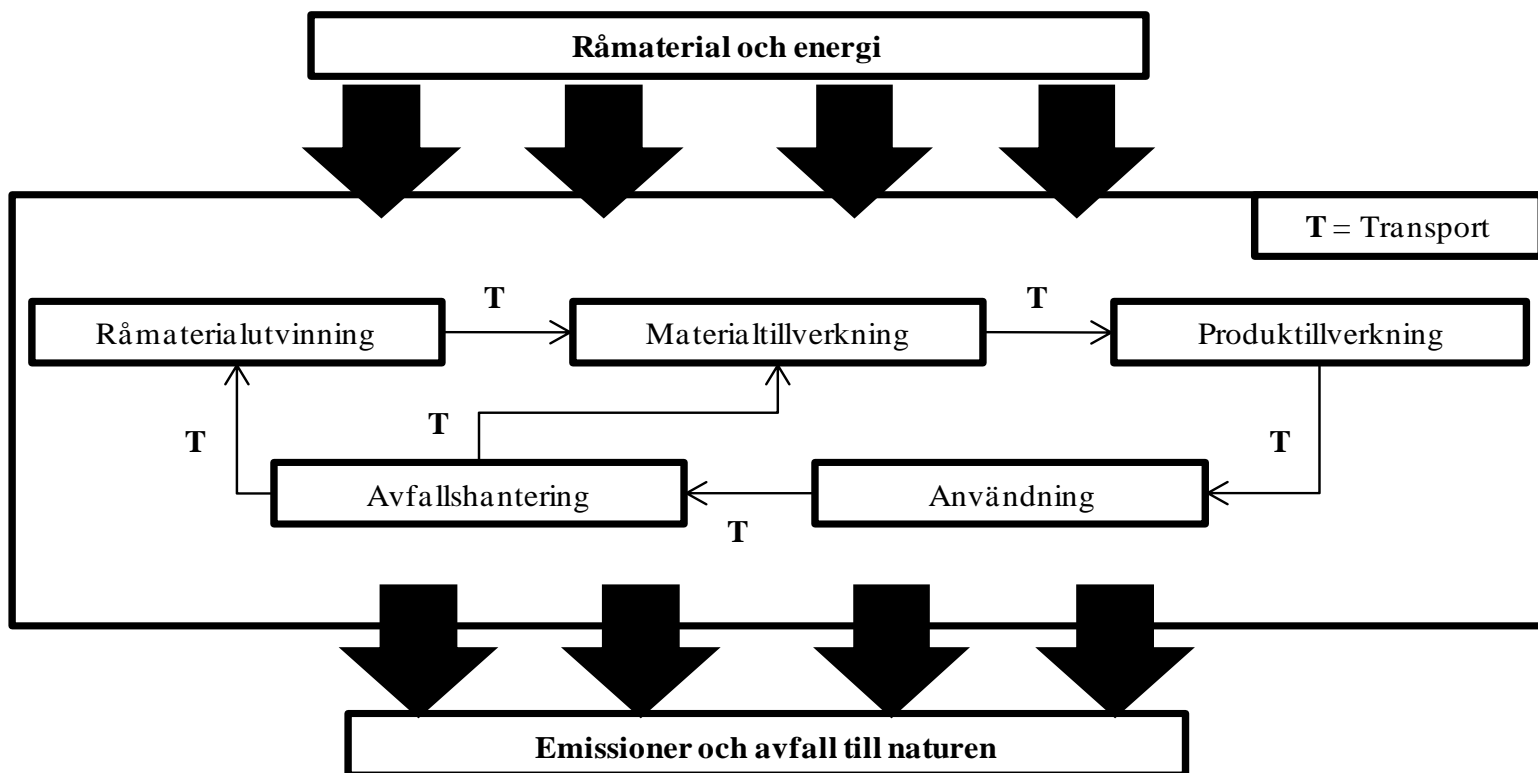 Råmaterial och energi
T = Transport
T
T
Råmaterialutvinning
Materialtillverkning
Produktillverkning
T
T
T
Avfallshantering
Användning
T
Emissioner och avfall till naturen